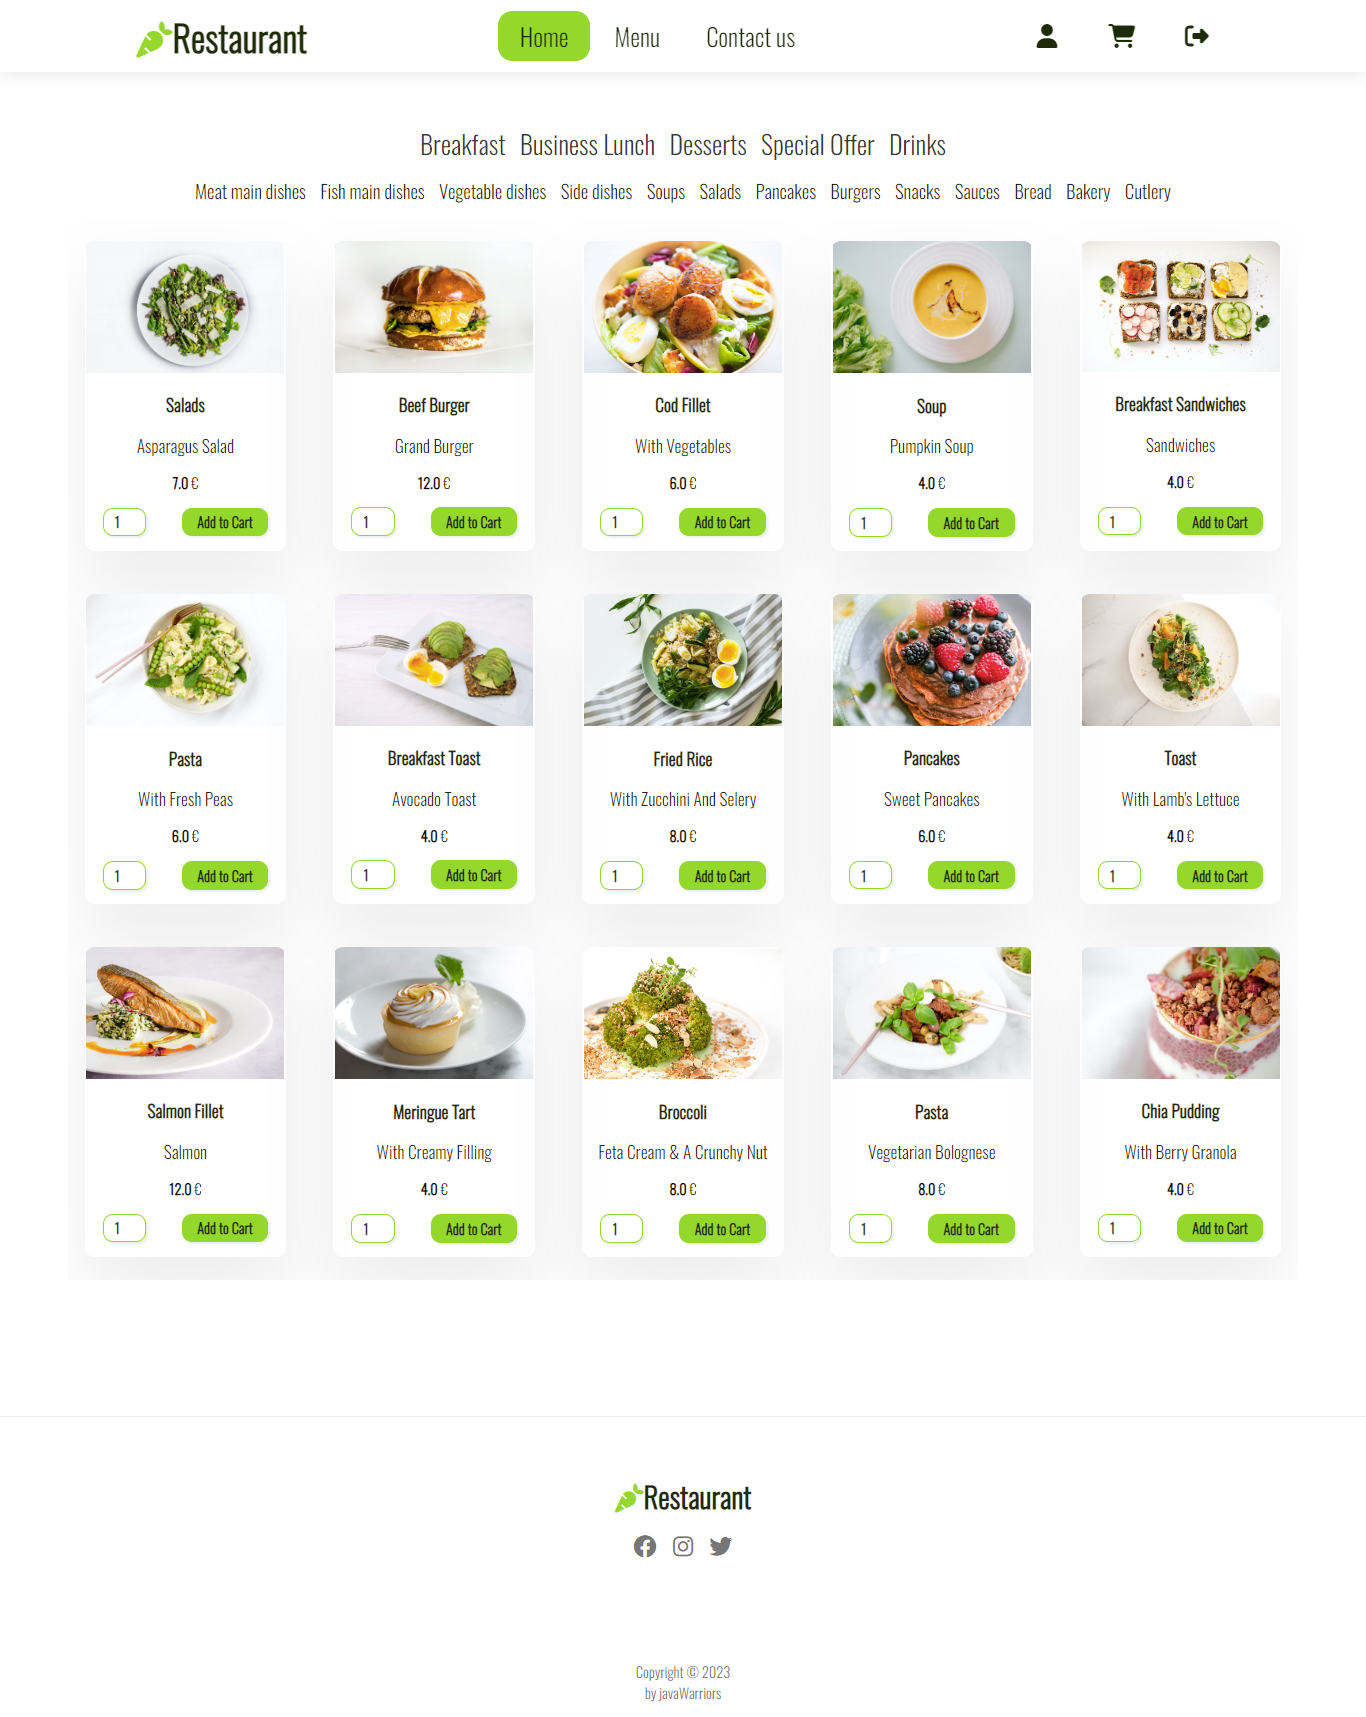 Restaurant
Home Menu Contact us
Breakfast Business Lunch Desserts Special Offer Drinks
Meat main dishes Fish main dishes Vegetable dishes Side dishes Soups Salads Pancakes Burgers Snacks Sauces Bread Bakery Cutlery
Salads
Asparagus Salad
7.0 €
1 Add to Cart
Beef Burger
Grand Burger
12.0 €
1 Add to Cart
Cod Fillet
With Vegetables
6.0 €
1 Add to Cart
Soup
Pumpkin Soup
4.0 €
1 Add to Cart
Breakfast Sandwiches
Sandwiches
4.0 €
1 Add to Cart
Pasta
With Fresh Peas
6.0 €
1 Add to Cart
Breakfast Toast
Avocado Toast
4.0 €
1 Add to Cart
Fried Rice
With Zucchini And Selery
8.0 €
1 Add to Cart
Pancakes
Sweet Pancakes
6.0 €
1 Add to Cart
Toast
With Lamb's Lettuce
4.0 €
1 Add to Cart
Salmon Fillet
Salmon
12.0 €
1 Add to Cart
Meringue Tart
With Creamy Filling
4.0 €
1 Add to Cart
Broccoli
Feta Cream & A Crunchy Nut
8.0 €
1 Add to Cart
Pasta
Vegetarian Bolognese
8.0 €
1 Add to Cart
Chia Pudding
With Berry Granola
4.0 €
1 Add to Cart
Restaurant
Copyright © 2023
by javaWarriors